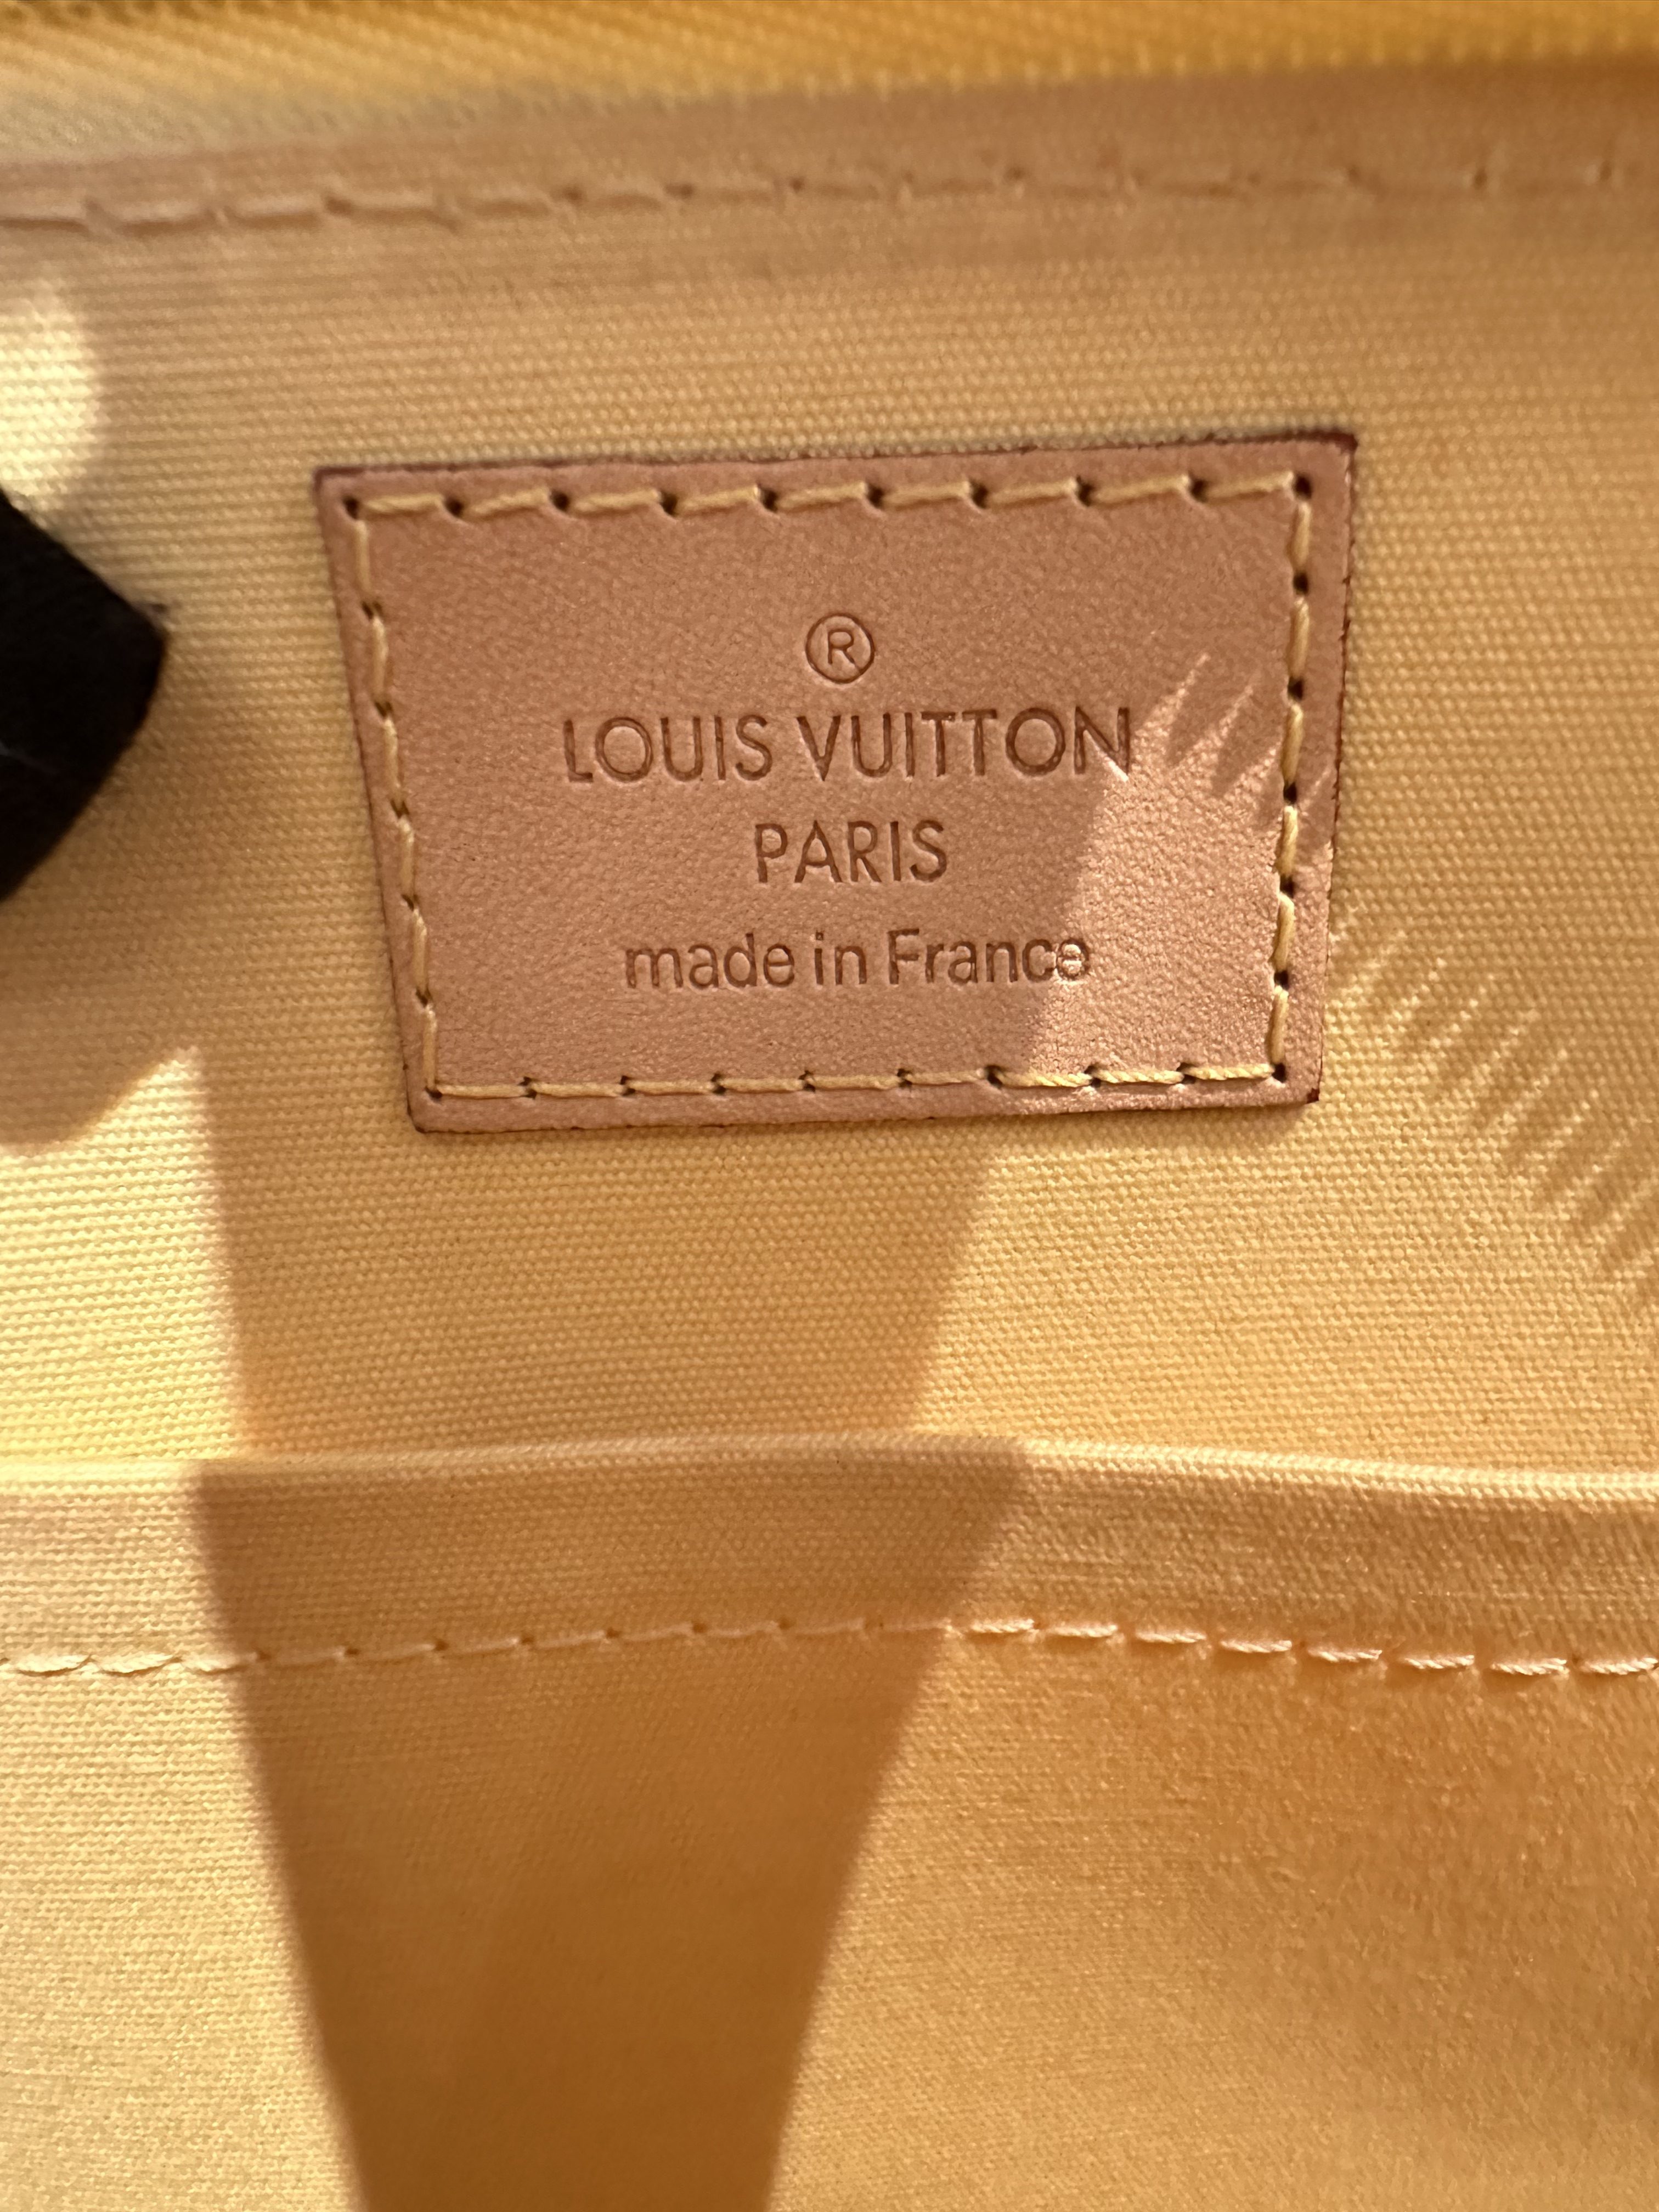 ®
LOUIS VUITTON
PARIS
made in France